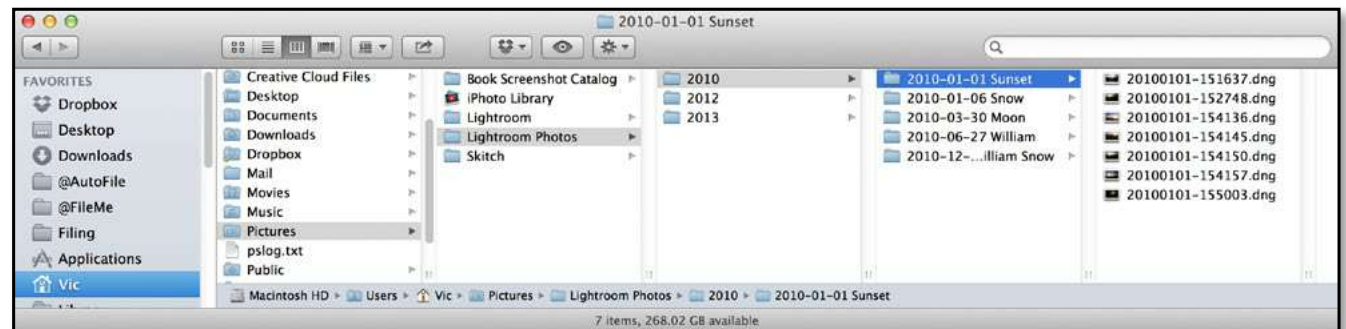 2010-01-01 Sunset
FAVORITES
Dropbox
Desktop
Downloads
@AutoFile
@FileMe
Filing
Applications
Vic
Creative Cloud Files
Desktop
Documents
Downloads
Dropbox
Mail
Movies
Music
Pictures
pslog.txt
Public
Book Screenshot Catalog
iPhoto Library
Lightroom
Lightroom Photos
Skitch
2010
2012
2013
2010-01-01 Sunset
2010-01-06 Snow
2010-03-30 Moon
2010-06-27 William
2010-12-...illiam Snow
20100101-151637.dng
20100101-152748.dng
20100101-154136.dng
20100101-154145.dng
20100101-154150.dng
20100101-154157.dng
20100101-155003.dng
Macintosh HD Users Vic Pictures Lightroom Photos 2010 2010-01-01 Sunset
7 items, 268.02 GB available